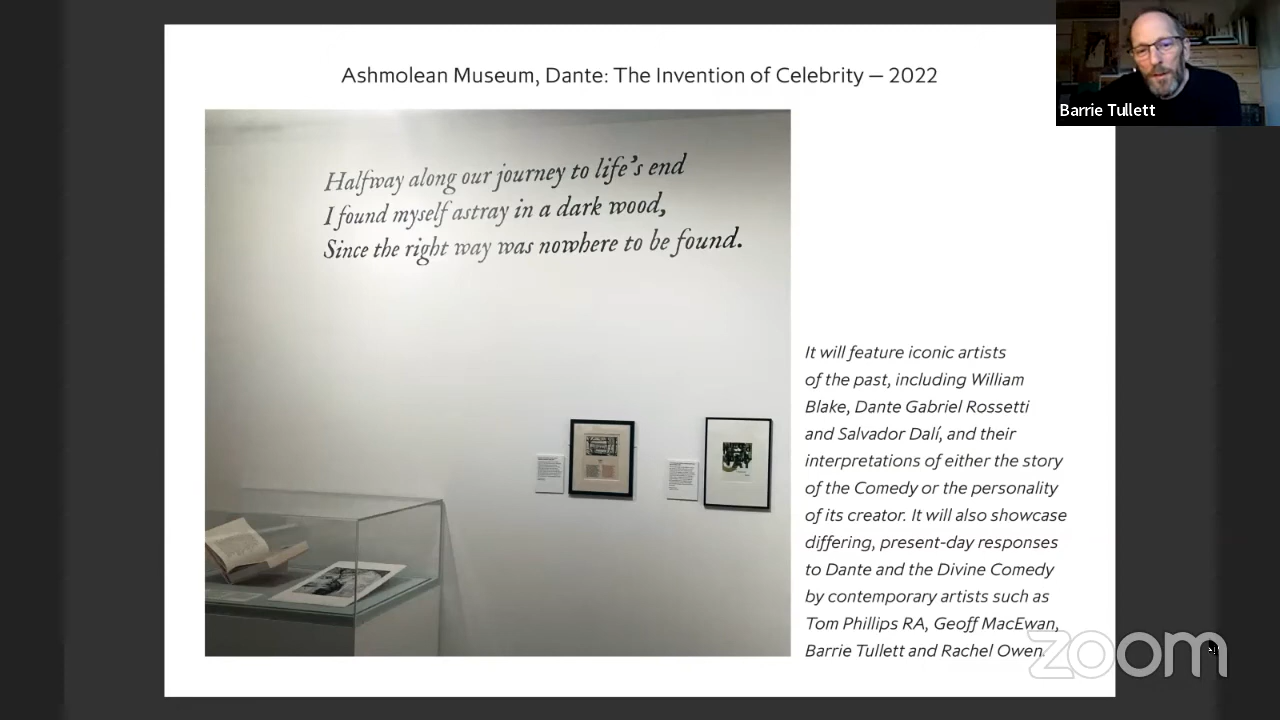 Ashmolean Museum, Dante: The Invention of Celebrity – 2022
Barrie Tullett
Halfway along our journey to life's end
I found myself astray in a dark wood,
Since the right way was nowhere to be found.
It will feature iconic artists
of the past, including William
Blake, Dante Gabriel Rossetti
and Salvador Dalí, and their
interpretations of either the story
of the Comedy or the personality
of its creator. It will also showcase
differing, present-day responses
to Dante and the Divine Comedy
by contemporary artists such as
Tom Phillips RA, Geoff MacEwan,
Barrie Tullett and Rachel Owen.
zoom